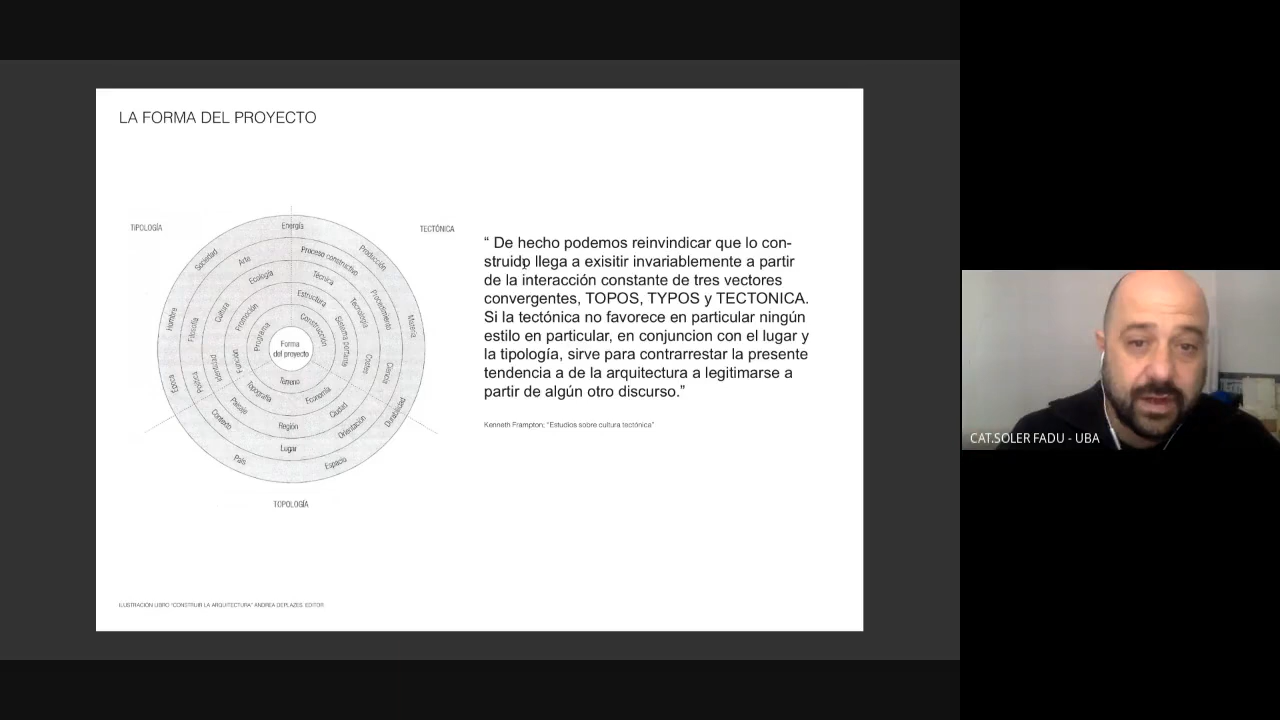 LA FORMA DEL PROYECTO
TIPOLOGÍA
TECTÓNICA
Energía
Sociedad
Arte
Proceso constructivo
Producción
Ecología
Técnica
Hombre
Filosofía
Cultura
Promoción
Estructura
Tecnología
Procedimiento
Materia
Programa
Construcción
Sistema portante
Forma
del proyecto
Época
Política
Identidad
Función
Costes
Ciencia
Durabilidad
Terreno
Topografía
Economía
Paisaje
Ciudad
Contexto
Región
Orientación
Lugar
País
Espacio
TOPOLOGÍA
“ De hecho podemos reinvindicar que lo con-
struido llega a exisitir invariablemente a partir
de la interacción constante de tres vectores
convergentes, TOPOS, TYPOS y TECTONICA.
Si la tectónica no favorece en particular ningún
estilo en particular, en conjuncion con el lugar y
la tipología, sirve para contrarrestar la presente
tendencia a de la arquitectura a legitimarse a
partir de algún otro discurso.”
Kenneth Frampton; “Estudios sobre cultura tectónica”
ILUSTRACIÓN LIBRO “CONSTRUIR LA ARQUITECTURA” ANDREA DEPLAZES. EDITOR
CAT.SOLER FADU - UBA